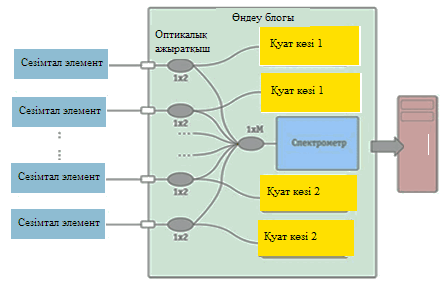 Өңдеу блогы
Оптикалық
ажыратқыш
Қуат көзі 1
Сезімтал элемент
1x2
Қуат көзі 1
Сезімтал элемент
1x2
1xM
Спектрометр
Сезімтал элемент
1x2
Қуат көзі 2
Сезімтал элемент
1x2
Қуат көзі 2